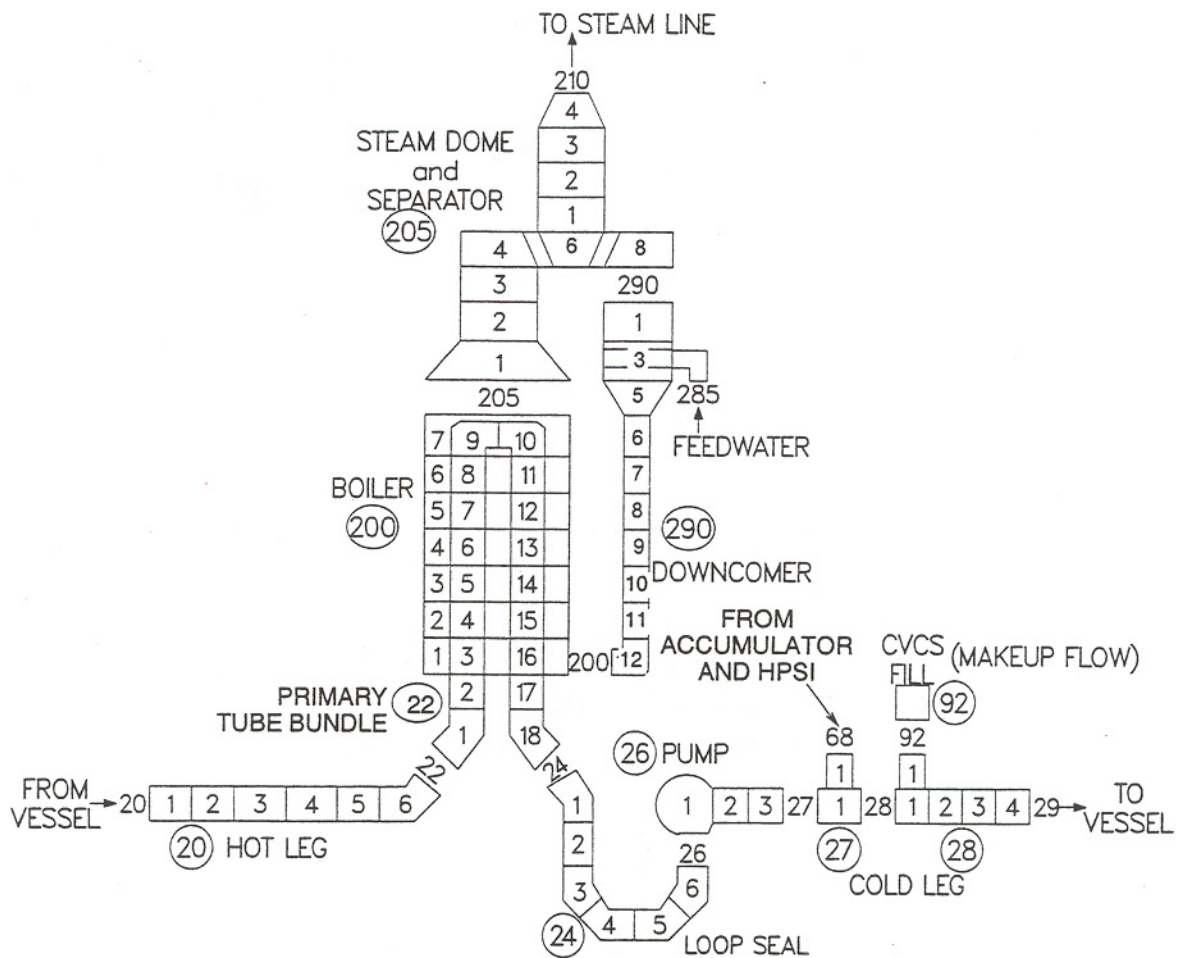 TO STEAM LINE
210
4
3
2
1
STEAM DOME
and
SEPARATOR
205
4 6 8
3
2
1
290
1
3
5
285
FEEDWATER
205
7 9 10
6 8 11
5 7 12
4 6 13
3 5 14
2 4 15
1 3 16
2 17
1 18
BOILER
200
6
7
8
9
10
11
200 12
290
DOWNCOMER
FROM
ACCUMULATOR
AND HPSI
CVCS
FILL
(MAKEUP FLOW)
92
PRIMARY
TUBE BUNDLE
22
22
24
FROM
VESSEL
20 1 2 3 4 5 6
20 HOT LEG
1
2
3
4
5
6
24
LOOP SEAL
26 PUMP
1 2 3 27
26
68
1
1 28
27
92
1
1 2 3 4 29
28
COLD LEG
TO
VESSEL